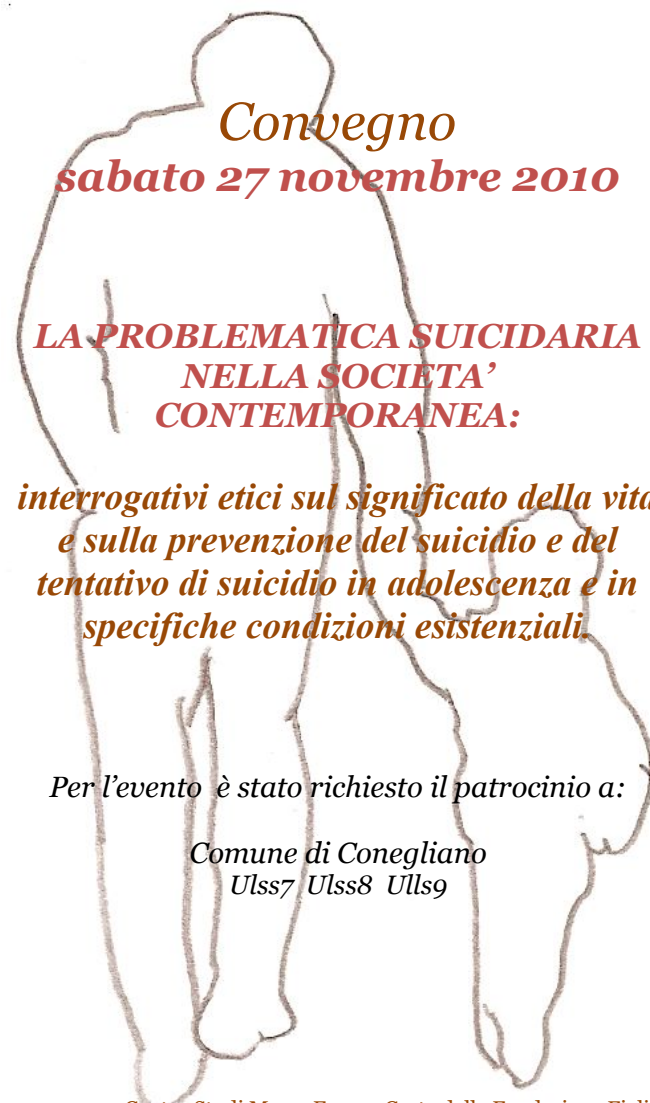 Convegno
sabato 27 novembre 2010
LA PROBLEMATICA SUICIDARIA
NELLA SOCIETA’
CONTEMPORANEA:
interrogativi etici sul significato della vita
e sulla prevenzione del suicidio e del
tentativo di suicidio in adolescenza e in
specifiche condizioni esistenziali.
Per l’evento è stato richiesto il patrocinio a:
Comune di Conegliano
Ulss7 Ulss8 Ulls9